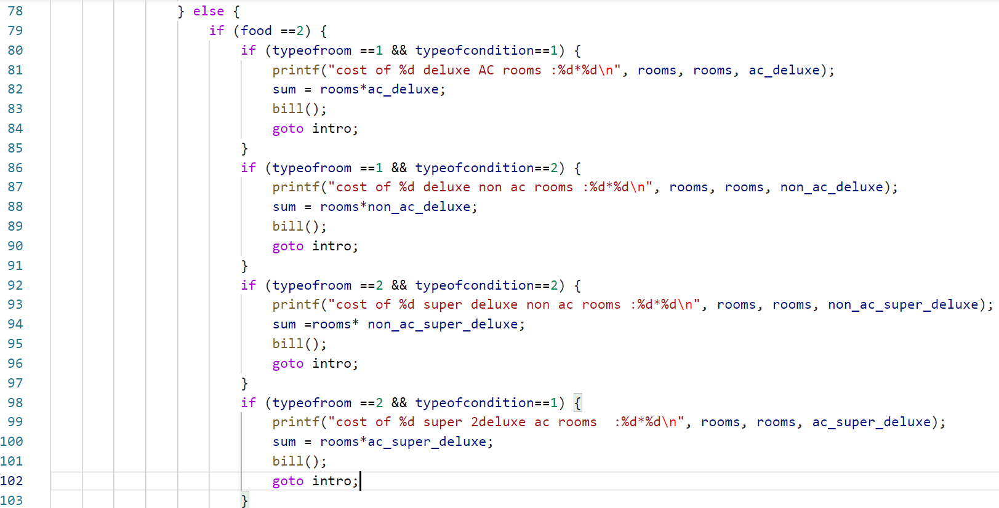 78 } else {
79 if (food ==2) {
80 if (typeofroom ==1 && typeofcondition==1) {
81 printf("cost of %d deluxe AC rooms :%d*%d\n", rooms, rooms, ac_deluxe);
82 sum = rooms*ac_deluxe;
83 bill();
84 goto intro;
85 }
86 if (typeofroom ==1 && typeofcondition==2) {
87 printf("cost of %d deluxe non ac rooms :%d*%d\n", rooms, rooms, non_ac_deluxe);
88 sum = rooms*non_ac_deluxe;
89 bill();
90 goto intro;
91 }
92 if (typeofroom ==2 && typeofcondition==2) {
93 printf("cost of %d super deluxe non ac rooms :%d*%d\n", rooms, rooms, non_ac_super_deluxe);
94 sum =rooms* non_ac_super_deluxe;
95 bill();
96 goto intro;
97 }
98 if (typeofroom ==2 && typeofcondition==1) {
99 printf("cost of %d super 2deluxe ac rooms  :%d*%d\n", rooms, rooms, ac_super_deluxe);
100 sum = rooms*ac_super_deluxe;
101 bill();
102 goto intro;
103 }